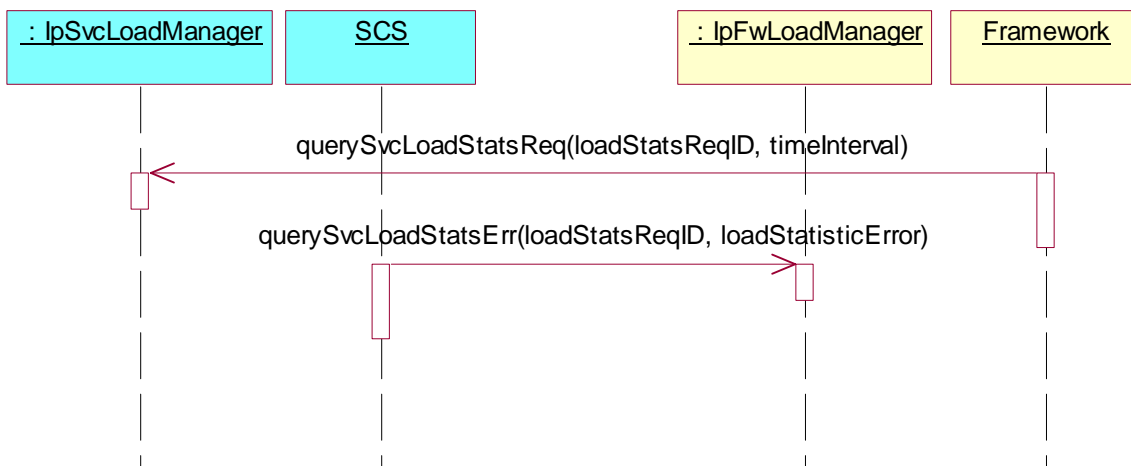 : IpSvcLoadManager
SCS
: IpFwLoadManager
Framework
querySvcLoadStatsReq(loadStatsReqID, timeInterval)
querySvcLoadStatsErr(loadStatsReqID, loadStatisticError)